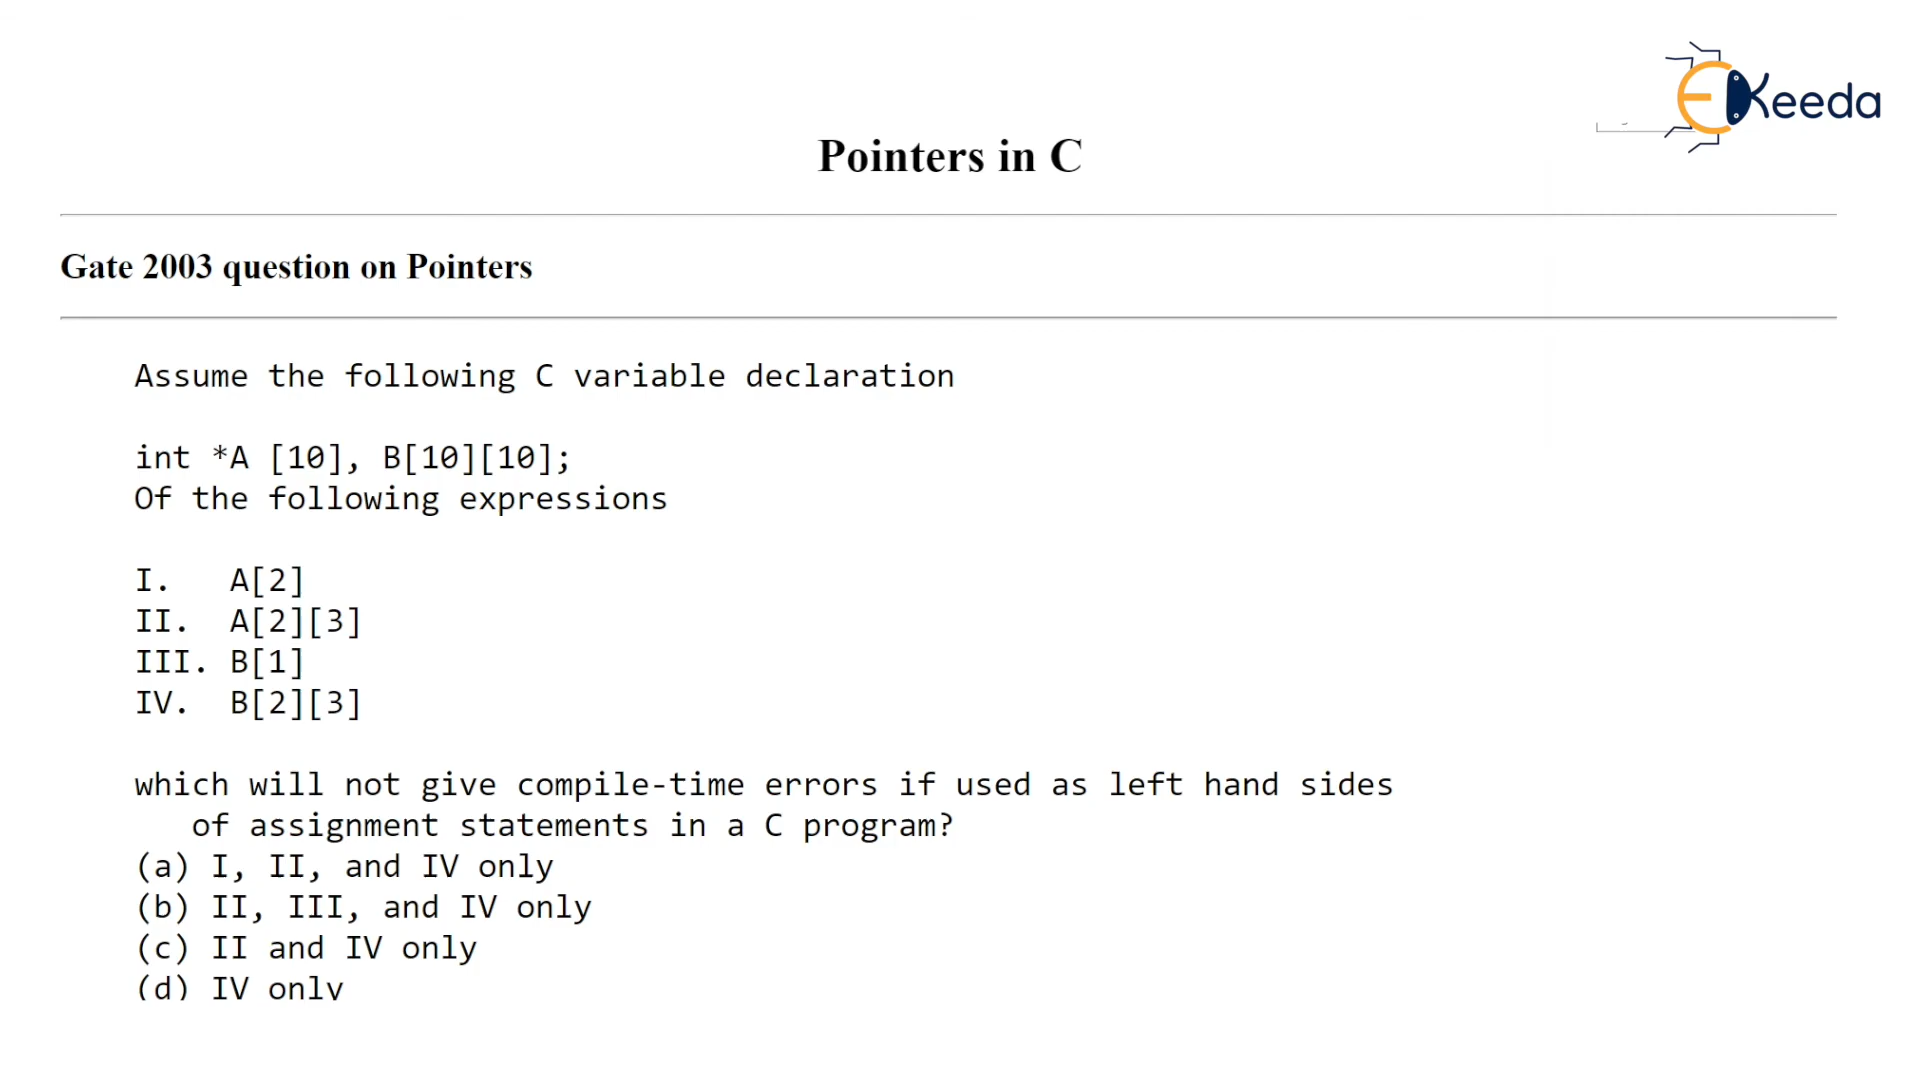 EKeeda
Pointers in C
Gate 2003 question on Pointers
Assume the following C variable declaration
int *A [10], B[10][10];
Of the following expressions
I.   A[2]
II.  A[2][3]
III. B[1]
IV.  B[2][3]
which will not give compile-time errors if used as left hand sides
of assignment statements in a C program?
(a) I, II, and IV only
(b) II, III, and IV only
(c) II and IV only
(d) IV only